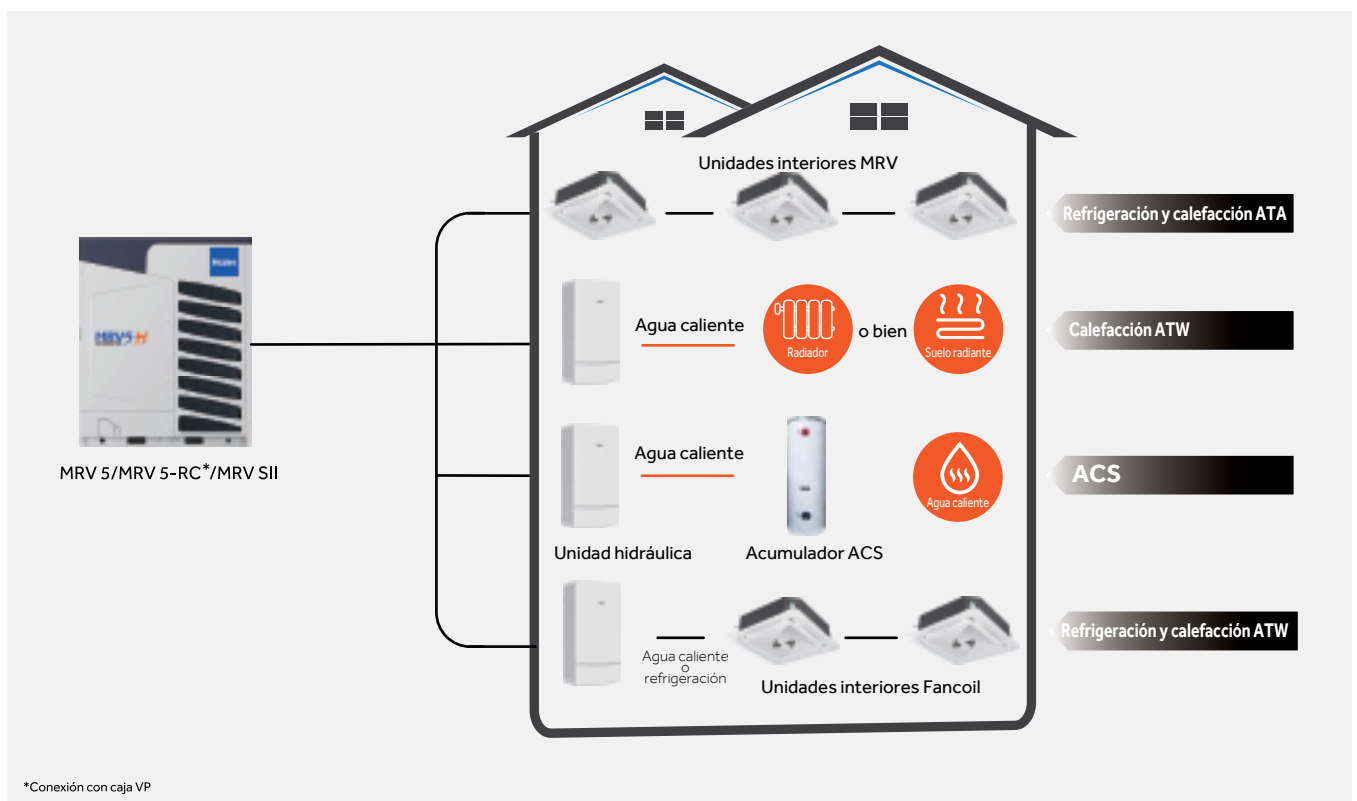 Unidades interiores MRV
Refrigeración y calefacción ATA
Haier
MRV5-H
Agua caliente
Radiador
o bien
Suelo radiante
Calefacción ATW
MRV 5/MRV 5-RC*/MRV SII
Agua caliente
Agua caliente
ACS
Unidad hidráulica
Acumulador ACS
Agua caliente
o
refrigeración
Unidades interiores Fancoil
Refrigeración y calefacción ATW
*Conexión con caja VP